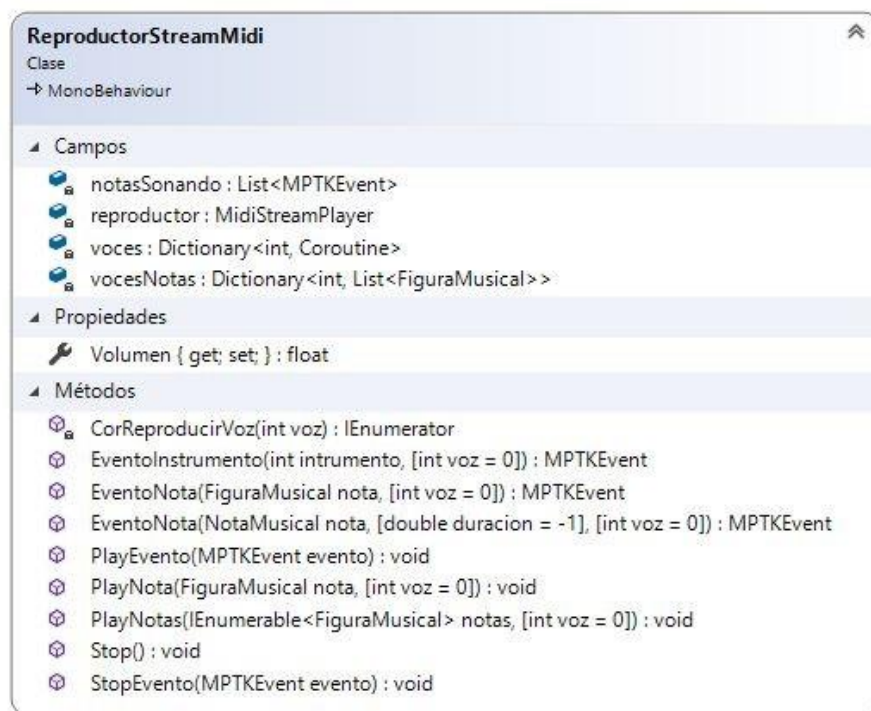 ReproductorStreamMidi
Clase
MonoBehaviour
Campos
notasSonando : List<MPTKEvent>
reproductor : MidiStreamPlayer
voces : Dictionary<int, Coroutine>
vocesNotas : Dictionary<int, List<FiguraMusical>>
Propiedades
Volumen { get; set; } : float
Métodos
CorReproducirVoz(int voz) : IEnumerator
EventoInstrumento(int intrumento, [int voz = 0]) : MPTKEvent
EventoNota(FiguraMusical nota, [int voz = 0]) : MPTKEvent
EventoNota(NotaMusical nota, [double duracion = -1], [int voz = 0]) : MPTKEvent
PlayEvento(MPTKEvent evento) : void
PlayNota(FiguraMusical nota, [int voz = 0]) : void
PlayNotas(IEnumerable<FiguraMusical> notas, [int voz = 0]) : void
Stop() : void
StopEvento(MPTKEvent evento) : void